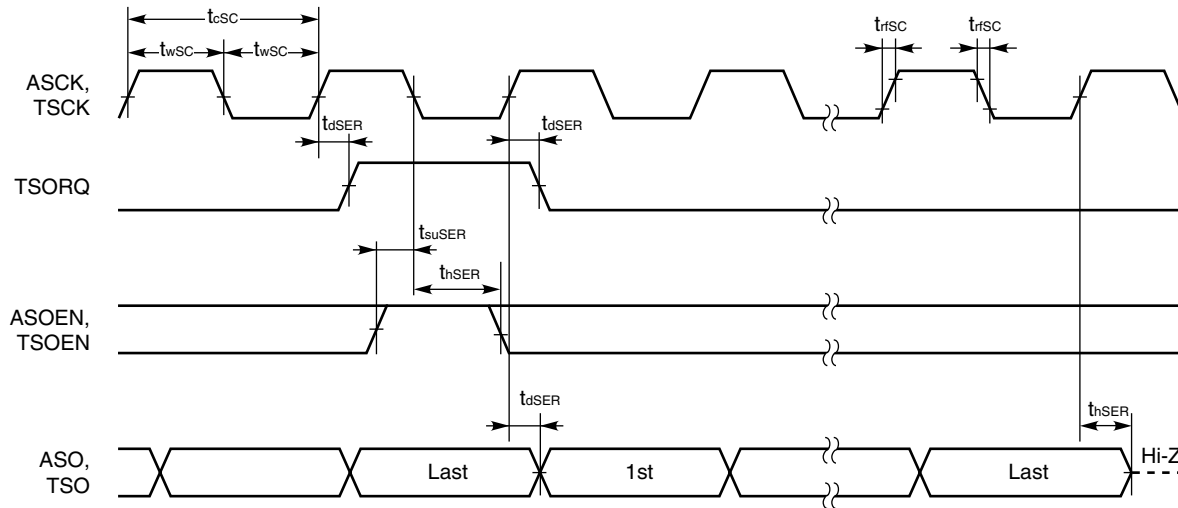 tcSC
twSC twSC
trfSC trfSC
ASCK,
TSCK
tdSER tdSER
TSORQ
tsuSER
thSER
ASOEN,
TSOEN
tdSER
thSER
ASO,
TSO
Last 1st Last Hi-Z